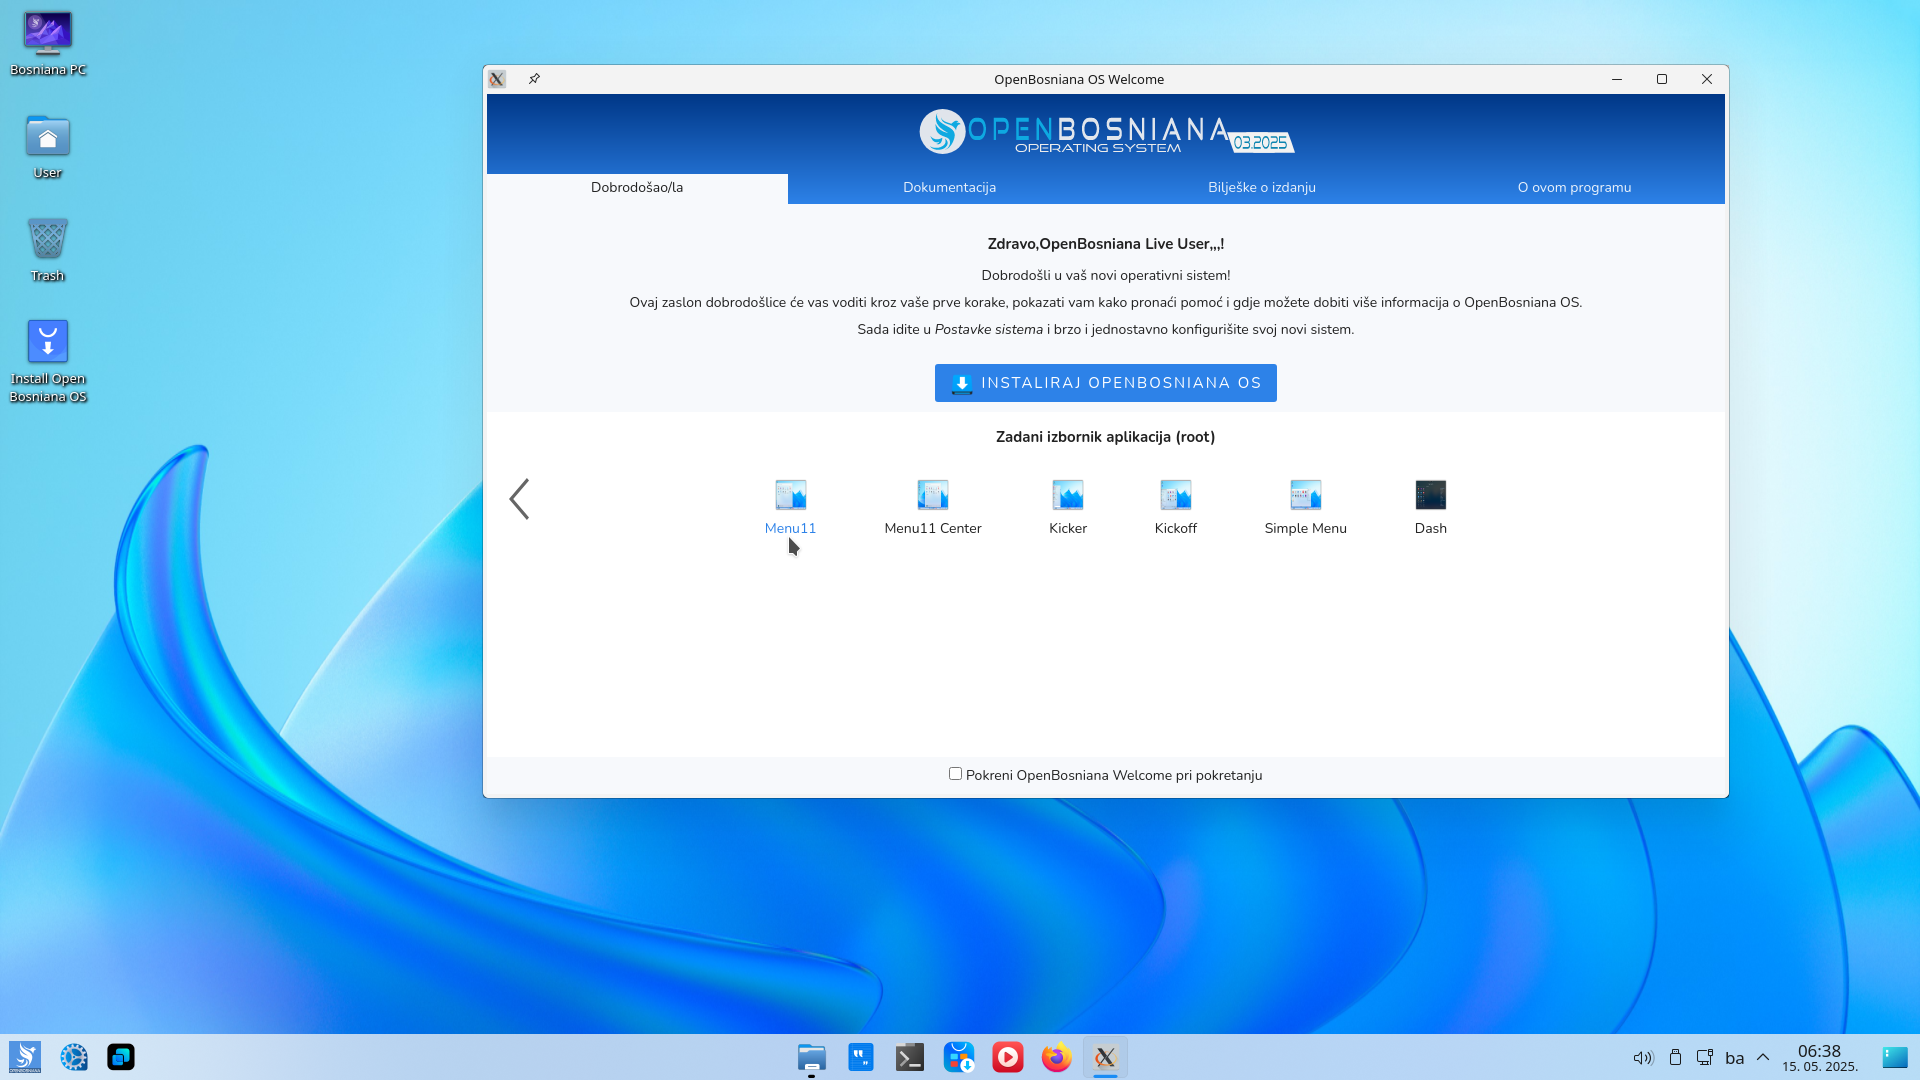 Bosniana PC
User
Trash
Install Open
Bosniana OS
OpenBosniana OS Welcome
OPENBOSNIANA
OPERATING SYSTEM
03.2025
Dobrodošao/la
Dokumentacija
Bilješke o izdanju
O ovom programu
Zdravo,OpenBosniana Live User,,,!
Dobrodošli u vaš novi operativni sistem!
Ovaj zaslon dobrodošlice će vas voditi kroz vaše prve korake, pokazati vam kako pronaći pomoć i gdje možete dobiti više informacija o OpenBosniana OS.
Sada idite u Postavke sistema i brzo i jednostavno konfigurišite svoj novi sistem.
INSTALIRAJ OPENBOSNIANA OS
Zadani izbornik aplikacija (root)
Menu11
Menu11 Center
Kicker
Kickoff
Simple Menu
Dash
Pokreni OpenBosniana Welcome pri pokretanju
ba
06:38
15. 05. 2025.